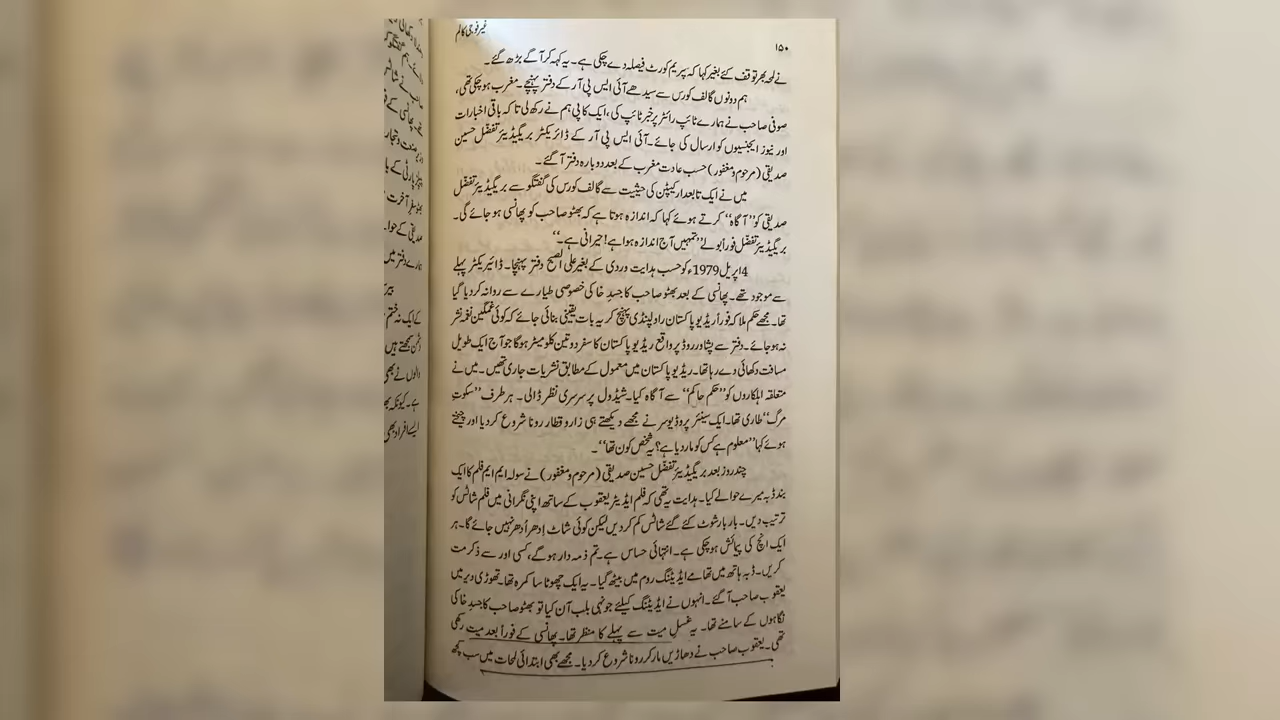 غیر فوجی کالم
۱۵۰
نے لمحہ بھر توقف کئے بغیر کہا کہ سپریم کورٹ فیصلہ دے چکی ہے۔ یہ کہہ کر آگے بڑھ گئے۔
ہم دونوں گالف کورس سے سیدھے آئی ایس پی آر کے دفتر پہنچے۔ مغرب ہو چکی تھی،
صوفی صاحب نے ہمارے ٹائپ رائٹر پر خبر ٹائپ کی، ایک کاپی ہم نے رکھ لی تاکہ باقی اخبارات
اور نیوز ایجنسیوں کو ارسال کی جائے۔ آئی ایس پی آر کے ڈائریکٹر بریگیڈیئر تفضّل حسین
صدیقی (مرحوم و مغفور) حسب عادت مغرب کے بعد دوبارہ دفتر آ گئے۔
میں نے ایک تابعدار کیپٹن کی حیثیت سے گالف کورس کی گفتگو سے بریگیڈیئر تفضّل
صدیقی کو ’’آگاہ‘‘ کرتے ہوئے کہا کہ اندازہ ہوتا ہے کہ بھٹو صاحب کو پھانسی ہو جائے گی۔
بریگیڈیئر تفضّل فوراً بولے ’’تمہیں آج اندازہ ہوا ہے! حیرانی ہے۔‘‘
4 اپریل 1979ء کو حسب ہدایت وردی کے بغیر علی الصبح دفتر پہنچا۔ ڈائیریکٹر پہلے
سے موجود تھے۔ پھانسی کے بعد بھٹو صاحب کا جسدِ خاکی خصوصی طیارے سے روانہ کر دیا گیا
تھا۔ مجھے حکم ملا کہ فوراً ریڈیو پاکستان راولپنڈی پہنچ کر یہ بات یقینی بنائی جائے کہ کوئی غمگین نغمہ نشر
نہ ہو جائے۔ دفتر سے پشاور روڈ پر واقع ریڈیو پاکستان کا سفر دو تین کلومیٹر ہوگا جو آج ایک طویل
مسافت دکھائی دے رہا تھا۔ ریڈیو پاکستان میں معمول کے مطابق نشریات جاری تھیں۔ میں نے
متعلقہ اہلکاروں کو ’’حکم حاکم‘‘ سے آگاہ کیا۔ شیڈول پر سرسری نظر ڈالی۔ ہر طرف ’’سکوتِ
مرگ‘‘ طاری تھا۔ ایک سینئر پروڈیوسر نے مجھے دیکھتے ہی زار و قطار رونا شروع کر دیا اور چیختے
ہوئے کہا ’’معلوم ہے کس کو مار دیا ہے؟ یہ شخص کون تھا‘‘۔
چند روز بعد بریگیڈیئر تفضّل حسین صدیقی (مرحوم و مغفور) نے سولہ ایم ایم فلم کا ایک
بند ڈبہ میرے حوالے کیا۔ ہدایت یہ تھی کہ فلم ایڈیٹر یعقوب کے ساتھ اپنی نگرانی میں فلم شاٹس کو
ترتیب دیں۔ بار بار شوٹ کئے گئے شاٹس کم کر دیں لیکن کوئی شاٹ اِدھر اُدھر نہیں جائے گا۔ ہر
ایک انچ کی پیمائش ہو چکی ہے۔ انتہائی حساس ہے۔ تم ذمہ دار ہو گے، کسی اور سے ذکر مت
کریں۔ ڈبہ ہاتھ میں تھامے ایڈیٹنگ روم میں بیٹھ گیا۔ یہ ایک چھوٹا سا کمرہ تھا۔ تھوڑی دیر میں
یعقوب صاحب آ گئے۔ انہوں نے ایڈیٹنگ کیلئے جونہی بلب آن کیا تو بھٹو صاحب کا جسدِ خاکی
نگاہوں کے سامنے تھا۔ یہ غسلِ میت سے پہلے کا منظر تھا۔ پھانسی کے فوراً بعد میت رکھی
تھی۔ یعقوب صاحب نے دھاڑیں مار کر رونا شروع کر دیا۔ مجھے بھی ابتدائی لمحات میں سب کچھ